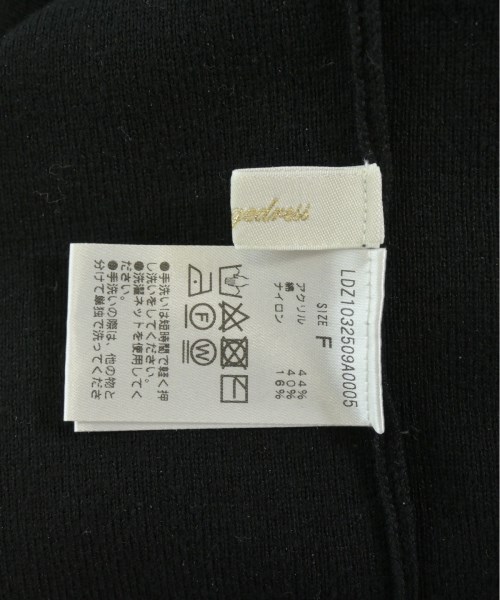 LDZ1032509A0005
SIZE F
アクリル 44%
綿 40%
ナイロン 16%
●手洗いは短時間で軽く押
し洗いをしてください。
●洗濯ネットを使用してく
ださい。
●手洗いの際は、他の物と
分けて単独で洗ってくださ